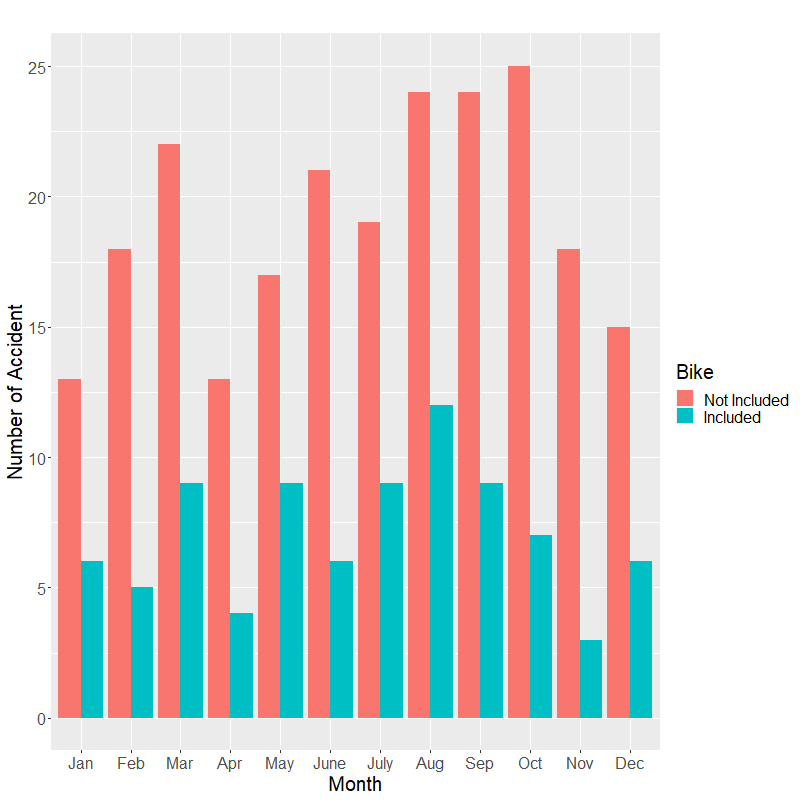 25
20
15
10
5
0
Number of Accident
Jan Feb Mar Apr May June July Aug Sep Oct Nov Dec
Month
Bike
Not Included
Included